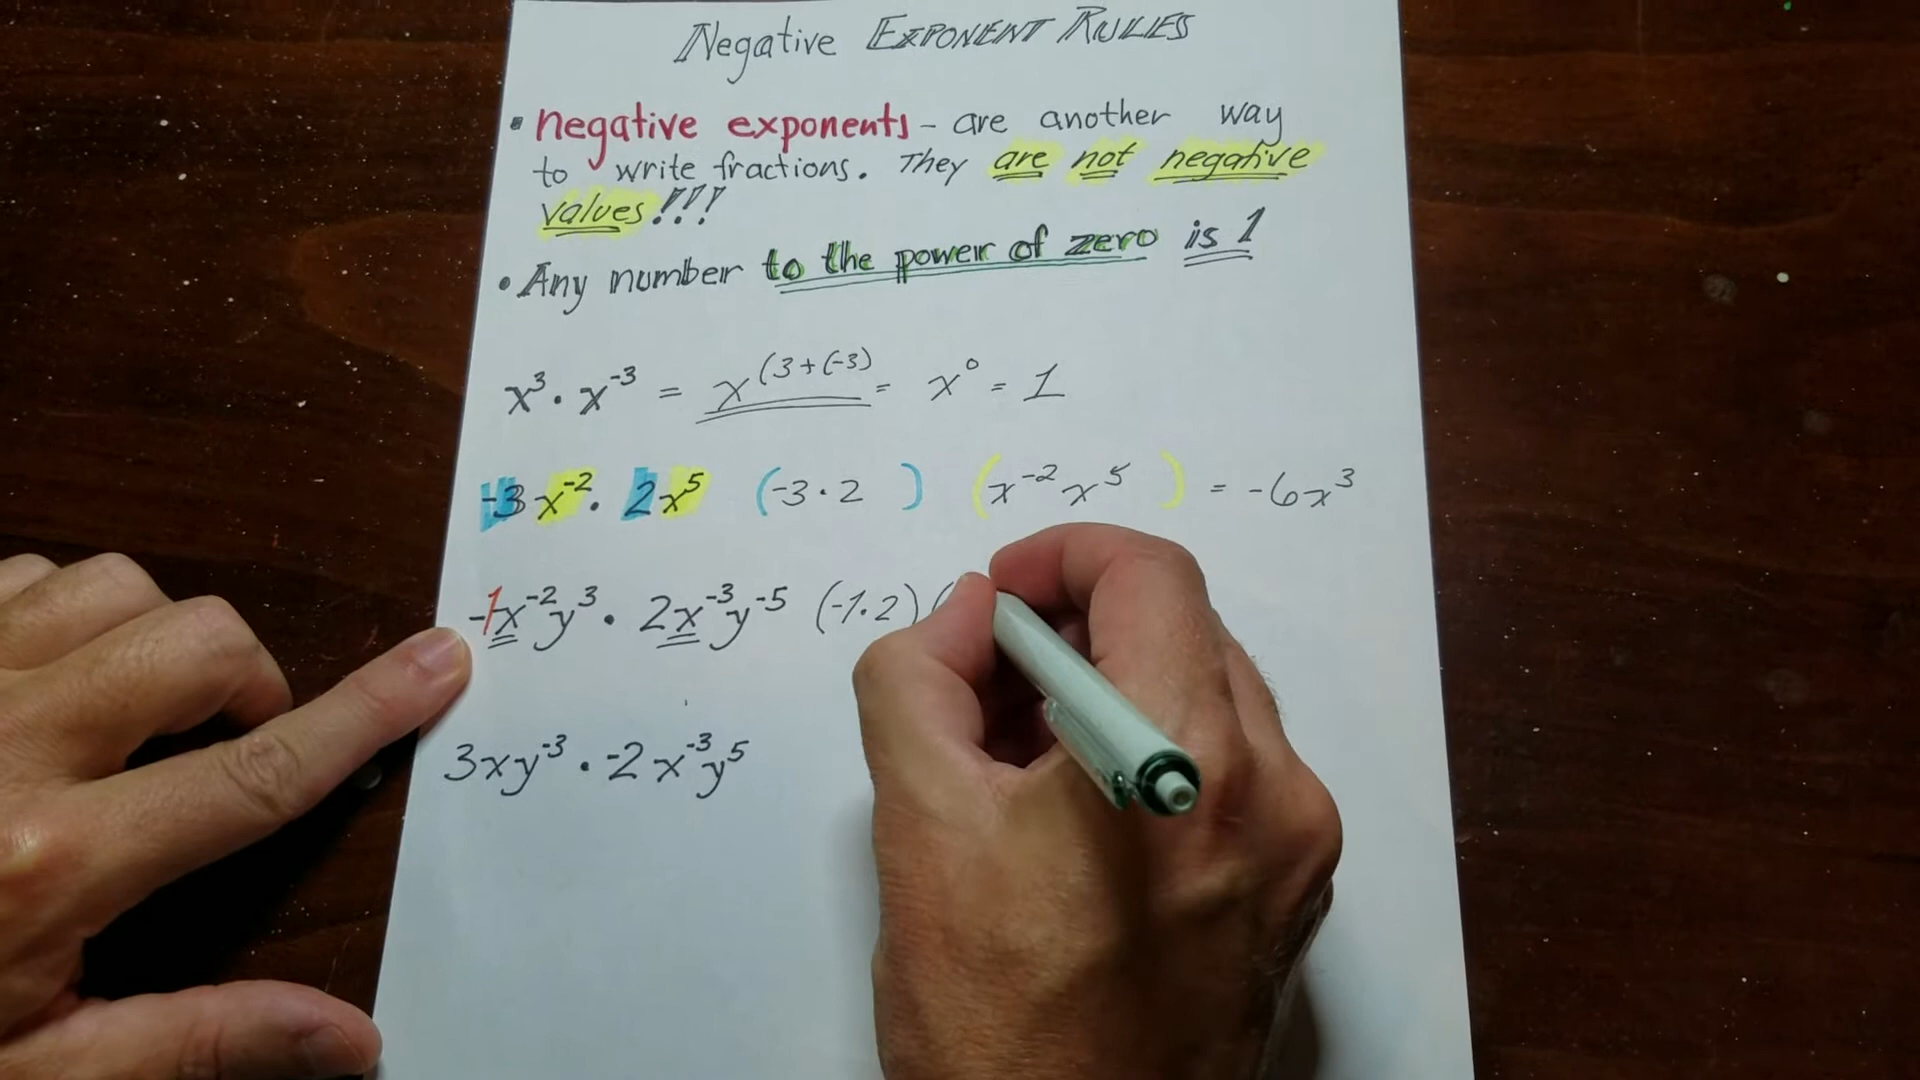 Negative EXPONENT RULES
• negative exponents - are another way
to write fractions. They are not negative
values!!!
• Any number to the power of zero is 1
x³ · x⁻³ = x^(3+(-3) = x⁰ = 1
-3x⁻² · 2x⁵ (-3 · 2 ) (x⁻² x⁵ ) = -6x³
-1x⁻²y³ · 2x⁻³y⁻⁵ (-1·2) (
3xy⁻³ · -2x⁻³y⁵